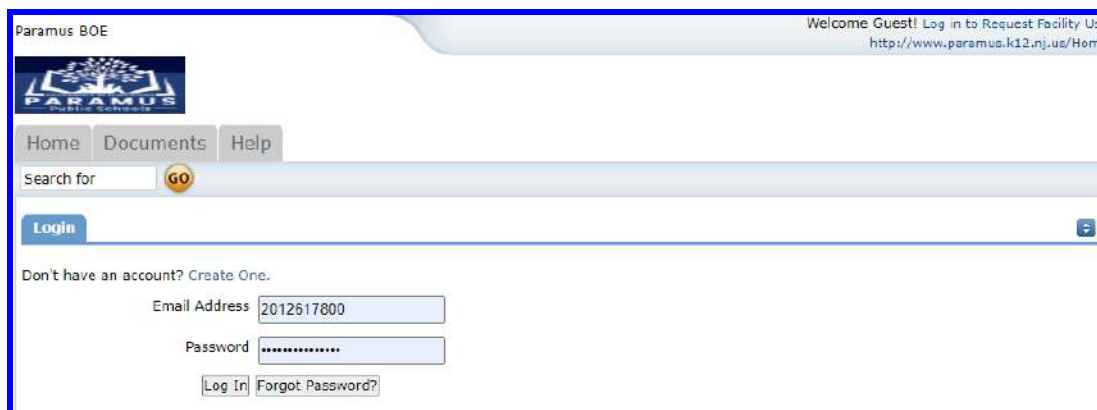 Paramus BOE
Welcome Guest! Log in to Request Facility Us
http://www.paramus.k12.nj.us/Hom
PARAMUS
Public Schools
Home Documents Help
Search for GO
Login
Don't have an account? Create One.
Email Address 2012617800
Password •••••••••••••••
Log In Forgot Password?